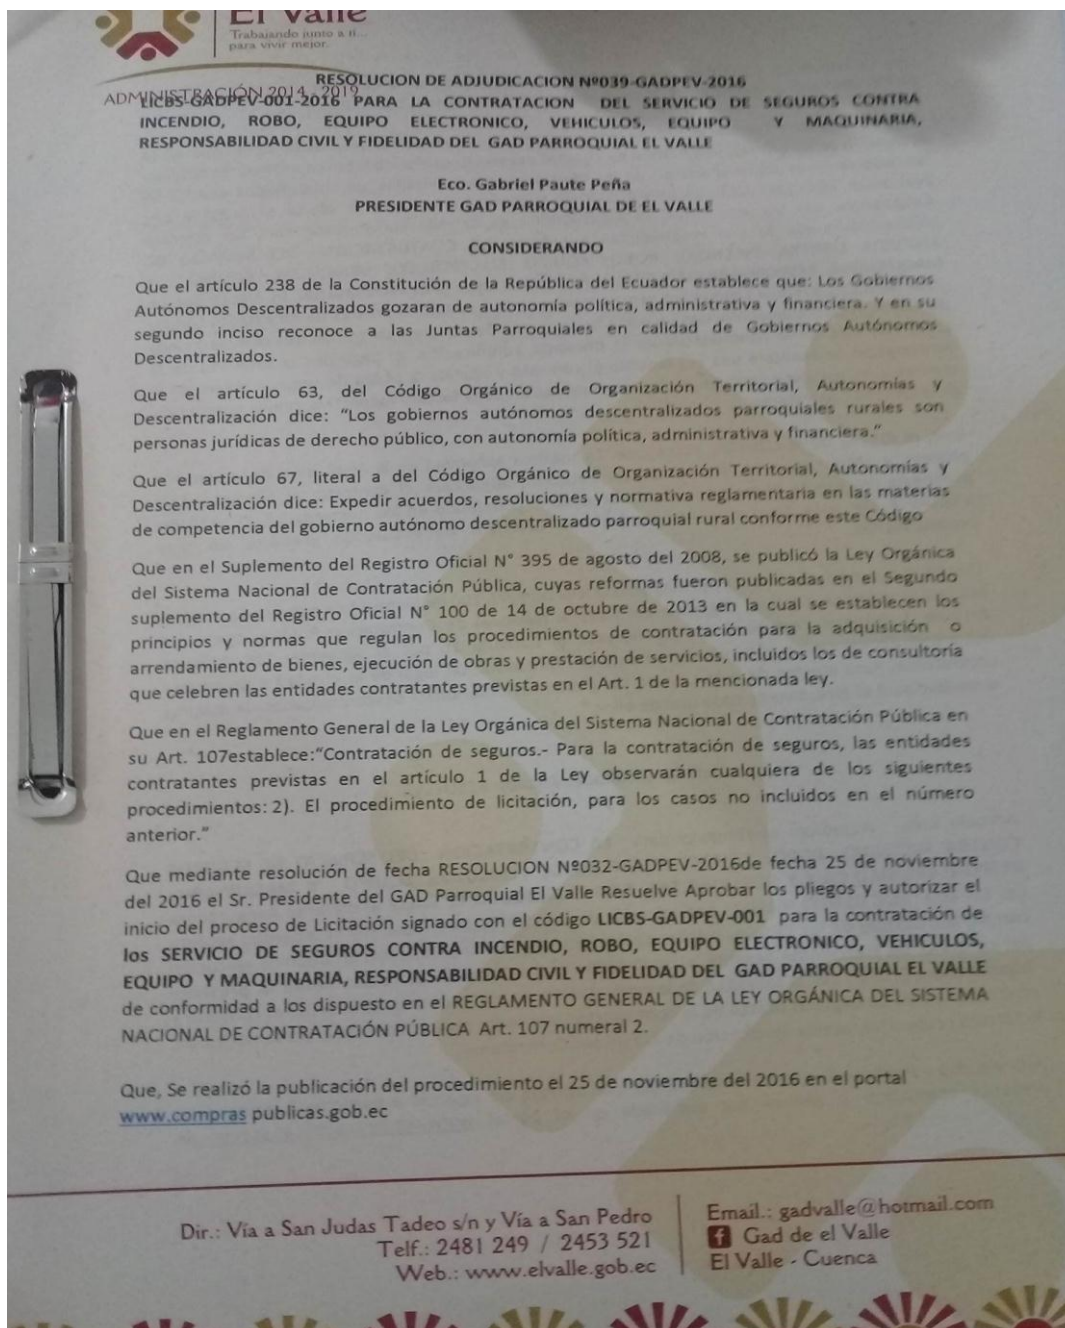 El Valle
Trabajando junto a ti...
para vivir mejor.
ADMINISTRACIÓN 2014 - 2019
RESOLUCION DE ADJUDICACION Nº039-GADPEV-2016
LICBS-GADPEV-001-2016 PARA LA CONTRATACION DEL SERVICIO DE SEGUROS CONTRA
INCENDIO, ROBO, EQUIPO ELECTRONICO, VEHICULOS, EQUIPO Y MAQUINARIA,
RESPONSABILIDAD CIVIL Y FIDELIDAD DEL GAD PARROQUIAL EL VALLE
Eco. Gabriel Paute Peña
PRESIDENTE GAD PARROQUIAL DE EL VALLE
CONSIDERANDO
Que el artículo 238 de la Constitución de la República del Ecuador establece que: Los Gobiernos
Autónomos Descentralizados gozaran de autonomía política, administrativa y financiera. Y en su
segundo inciso reconoce a las Juntas Parroquiales en calidad de Gobiernos Autónomos
Descentralizados.
Que el artículo 63, del Código Orgánico de Organización Territorial, Autonomías y
Descentralización dice: “Los gobiernos autónomos descentralizados parroquiales rurales son
personas jurídicas de derecho público, con autonomía política, administrativa y financiera.”
Que el artículo 67, literal a del Código Orgánico de Organización Territorial, Autonomías y
Descentralización dice: Expedir acuerdos, resoluciones y normativa reglamentaria en las materias
de competencia del gobierno autónomo descentralizado parroquial rural conforme este Código
Que en el Suplemento del Registro Oficial N° 395 de agosto del 2008, se publicó la Ley Orgánica
del Sistema Nacional de Contratación Pública, cuyas reformas fueron publicadas en el Segundo
suplemento del Registro Oficial N° 100 de 14 de octubre de 2013 en la cual se establecen los
principios y normas que regulan los procedimientos de contratación para la adquisición o
arrendamiento de bienes, ejecución de obras y prestación de servicios, incluidos los de consultoría
que celebren las entidades contratantes previstas en el Art. 1 de la mencionada ley.
Que en el Reglamento General de la Ley Orgánica del Sistema Nacional de Contratación Pública en
su Art. 107establece:“Contratación de seguros.- Para la contratación de seguros, las entidades
contratantes previstas en el artículo 1 de la Ley observarán cualquiera de los siguientes
procedimientos: 2). El procedimiento de licitación, para los casos no incluidos en el número
anterior.”
Que mediante resolución de fecha RESOLUCION Nº032-GADPEV-2016de fecha 25 de noviembre
del 2016 el Sr. Presidente del GAD Parroquial El Valle Resuelve Aprobar los pliegos y autorizar el
inicio del proceso de Licitación signado con el código LICBS-GADPEV-001 para la contratación de
los SERVICIO DE SEGUROS CONTRA INCENDIO, ROBO, EQUIPO ELECTRONICO, VEHICULOS,
EQUIPO Y MAQUINARIA, RESPONSABILIDAD CIVIL Y FIDELIDAD DEL GAD PARROQUIAL EL VALLE
de conformidad a los dispuesto en el REGLAMENTO GENERAL DE LA LEY ORGÁNICA DEL SISTEMA
NACIONAL DE CONTRATACIÓN PÚBLICA Art. 107 numeral 2.
Que, Se realizó la publicación del procedimiento el 25 de noviembre del 2016 en el portal
www.compras publicas.gob.ec
Dir.: Vía a San Judas Tadeo s/n y Vía a San Pedro
Telf.: 2481 249 / 2453 521
Web.: www.elvalle.gob.ec
Email.: gadvalle@hotmail.com
Gad de el Valle
El Valle - Cuenca